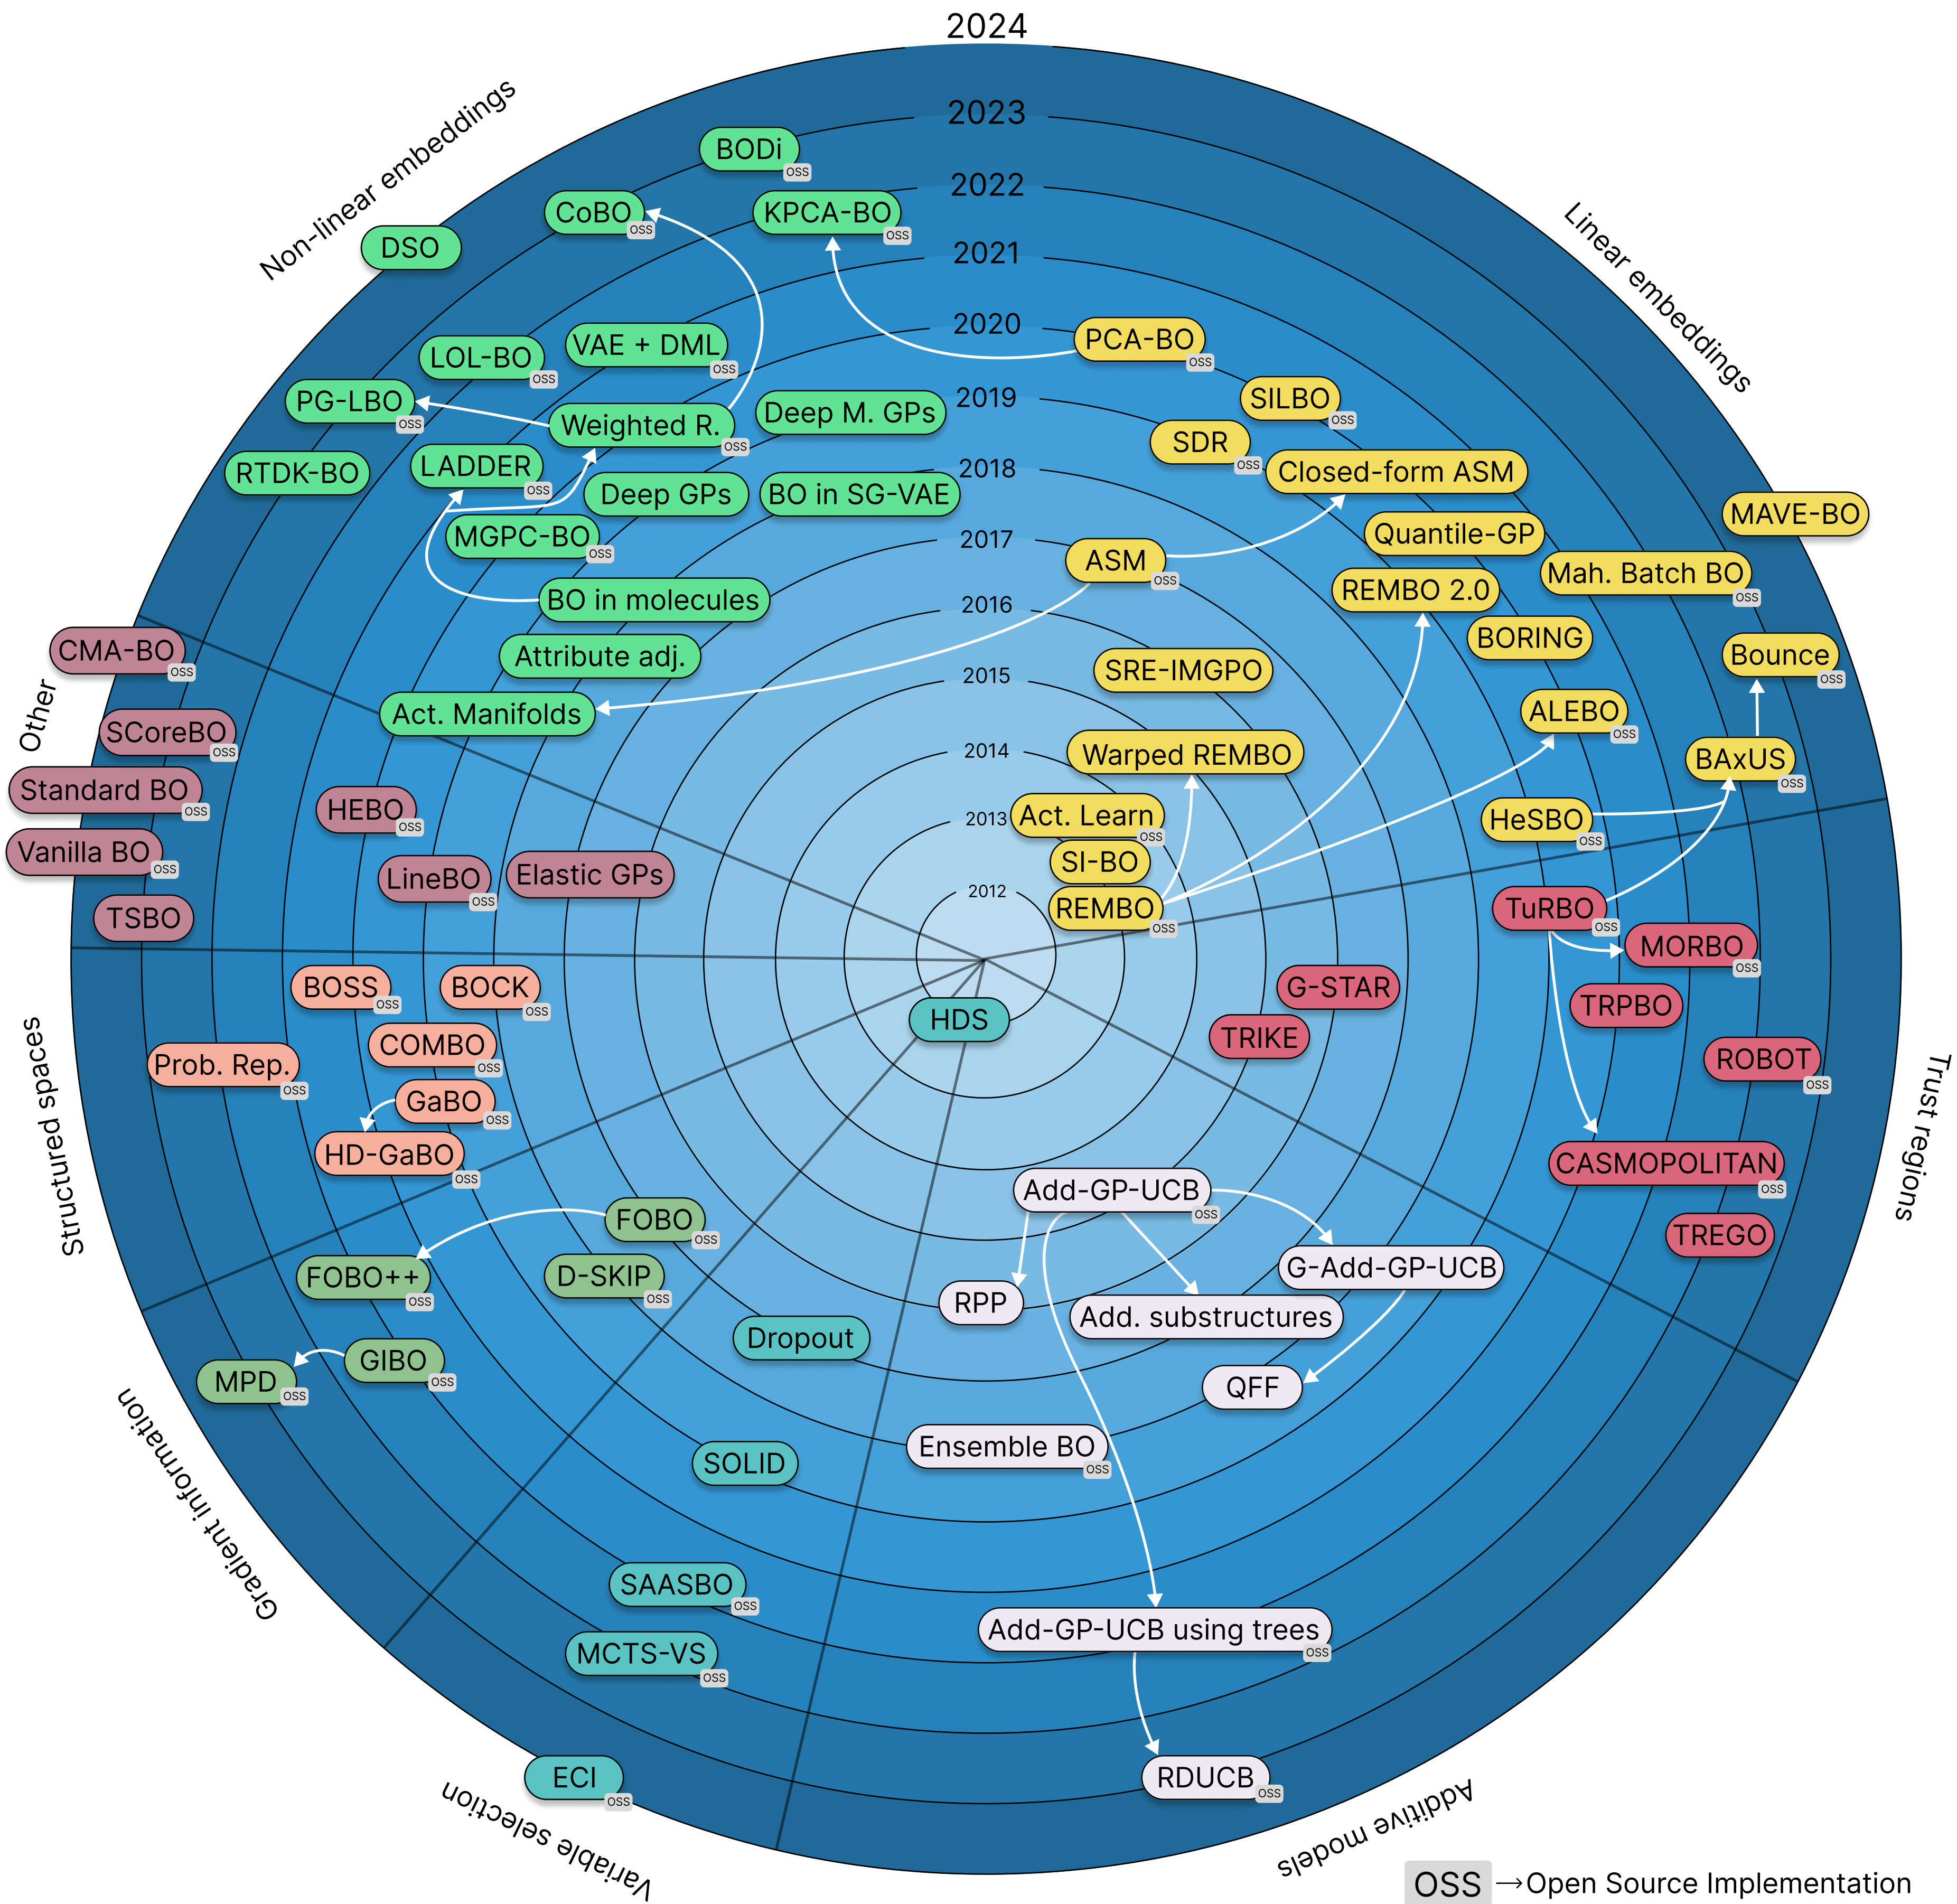 2024
2023
2022
2021
2020
2019
2018
2017
2016
2015
2014
2013
2012
Non-linear embeddings
BODi
OSS
CoBO
OSS
KPCA-BO
OSS
DSO
LOL-BO
OSS
VAE + DML
OSS
PG-LBO
OSS
Weighted R.
OSS
Deep M. GPs
RTDK-BO
LADDER
OSS
Deep GPs
BO in SG-VAE
MGPC-BO
OSS
BO in molecules
Attribute adj.
Act. Manifolds
Linear embeddings
PCA-BO
OSS
SILBO
OSS
SDR
OSS
Closed-form ASM
MAVE-BO
Quantile-GP
ASM
OSS
Mah. Batch BO
OSS
REMBO 2.0
BORING
Bounce
OSS
SRE-IMGPO
ALEBO
OSS
Warped REMBO
BAxUS
OSS
Act. Learn
OSS
HeSBO
OSS
SI-BO
REMBO
OSS
Trust regions
TuRBO
OSS
MORBO
OSS
G-STAR
TRPBO
TRIKE
ROBOT
OSS
CASMOPOLITAN
OSS
TREGO
Additive models
Add-GP-UCB
OSS
G-Add-GP-UCB
RPP
Add. substructures
QFF
Ensemble BO
OSS
Add-GP-UCB using trees
OSS
RDUCB
OSS
Variable selection
HDS
Dropout
SOLID
SAASBO
OSS
MCTS-VS
OSS
ECI
OSS
Gradient information
FOBO
OSS
FOBO++
OSS
D-SKIP
OSS
GIBO
OSS
MPD
OSS
Structured spaces
BOSS
OSS
BOCK
OSS
COMBO
OSS
Prob. Rep.
OSS
GaBO
OSS
HD-GaBO
OSS
Other
CMA-BO
OSS
SCoreBO
OSS
Standard BO
OSS
HEBO
OSS
Vanilla BO
OSS
LineBO
OSS
Elastic GPs
TSBO
OSS → Open Source Implementation